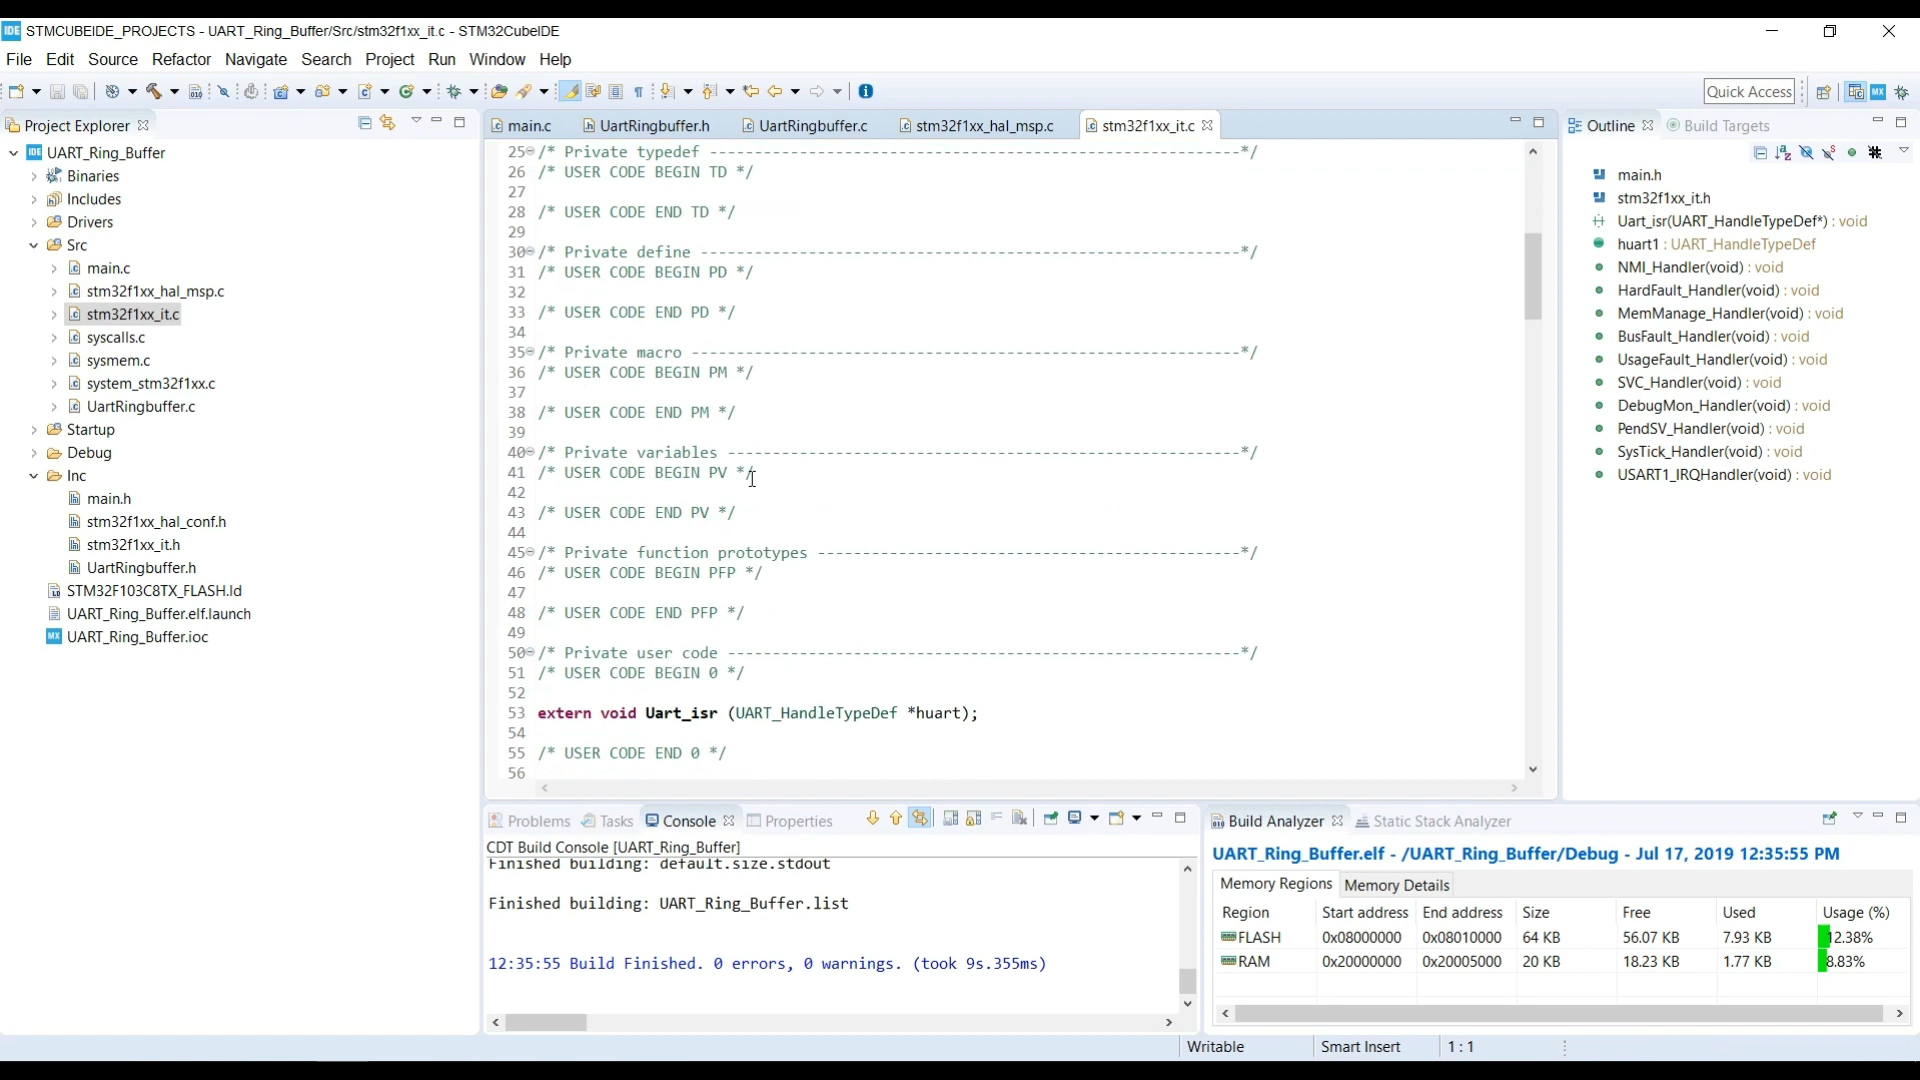 STMCUBEIDE_PROJECTS - UART_Ring_Buffer/Src/stm32f1xx_it.c - STM32CubeIDE
File Edit Source Refactor Navigate Search Project Run Window Help
Quick Access
Project Explorer
UART_Ring_Buffer
Binaries
Includes
Drivers
Src
main.c
stm32f1xx_hal_msp.c
stm32f1xx_it.c
syscalls.c
sysmem.c
system_stm32f1xx.c
UartRingbuffer.c
Startup
Debug
Inc
main.h
stm32f1xx_hal_conf.h
stm32f1xx_it.h
UartRingbuffer.h
STM32F103C8TX_FLASH.ld
UART_Ring_Buffer.elf.launch
UART_Ring_Buffer.ioc
main.c UartRingbuffer.h UartRingbuffer.c stm32f1xx_hal_msp.c stm32f1xx_it.c
25 /* Private typedef -----------------------------------------------------------*/
26 /* USER CODE BEGIN TD */
27
28 /* USER CODE END TD */
29
30 /* Private define ------------------------------------------------------------*/
31 /* USER CODE BEGIN PD */
32
33 /* USER CODE END PD */
34
35 /* Private macro -------------------------------------------------------------*/
36 /* USER CODE BEGIN PM */
37
38 /* USER CODE END PM */
39
40 /* Private variables ---------------------------------------------------------*/
41 /* USER CODE BEGIN PV */
42
43 /* USER CODE END PV */
44
45 /* Private function prototypes -----------------------------------------------*/
46 /* USER CODE BEGIN PFP */
47
48 /* USER CODE END PFP */
49
50 /* Private user code ---------------------------------------------------------*/
51 /* USER CODE BEGIN 0 */
52
53 extern void Uart_isr (UART_HandleTypeDef *huart);
54
55 /* USER CODE END 0 */
56
Outline Build Targets
main.h
stm32f1xx_it.h
Uart_isr(UART_HandleTypeDef*) : void
huart1 : UART_HandleTypeDef
NMI_Handler(void) : void
HardFault_Handler(void) : void
MemManage_Handler(void) : void
BusFault_Handler(void) : void
UsageFault_Handler(void) : void
SVC_Handler(void) : void
DebugMon_Handler(void) : void
PendSV_Handler(void) : void
SysTick_Handler(void) : void
USART1_IRQHandler(void) : void
Problems Tasks Console Properties
CDT Build Console [UART_Ring_Buffer]
Finished building: default.size.stdout
Finished building: UART_Ring_Buffer.list
12:35:55 Build Finished. 0 errors, 0 warnings. (took 9s.355ms)
Build Analyzer Static Stack Analyzer
UART_Ring_Buffer.elf - /UART_Ring_Buffer/Debug - Jul 17, 2019 12:35:55 PM
Memory Regions Memory Details
Region Start address End address Size Free Used Usage (%)
FLASH 0x08000000 0x08010000 64 KB 56.07 KB 7.93 KB 12.38%
RAM 0x20000000 0x20005000 20 KB 18.23 KB 1.77 KB 8.83%
Writable Smart Insert 1 : 1